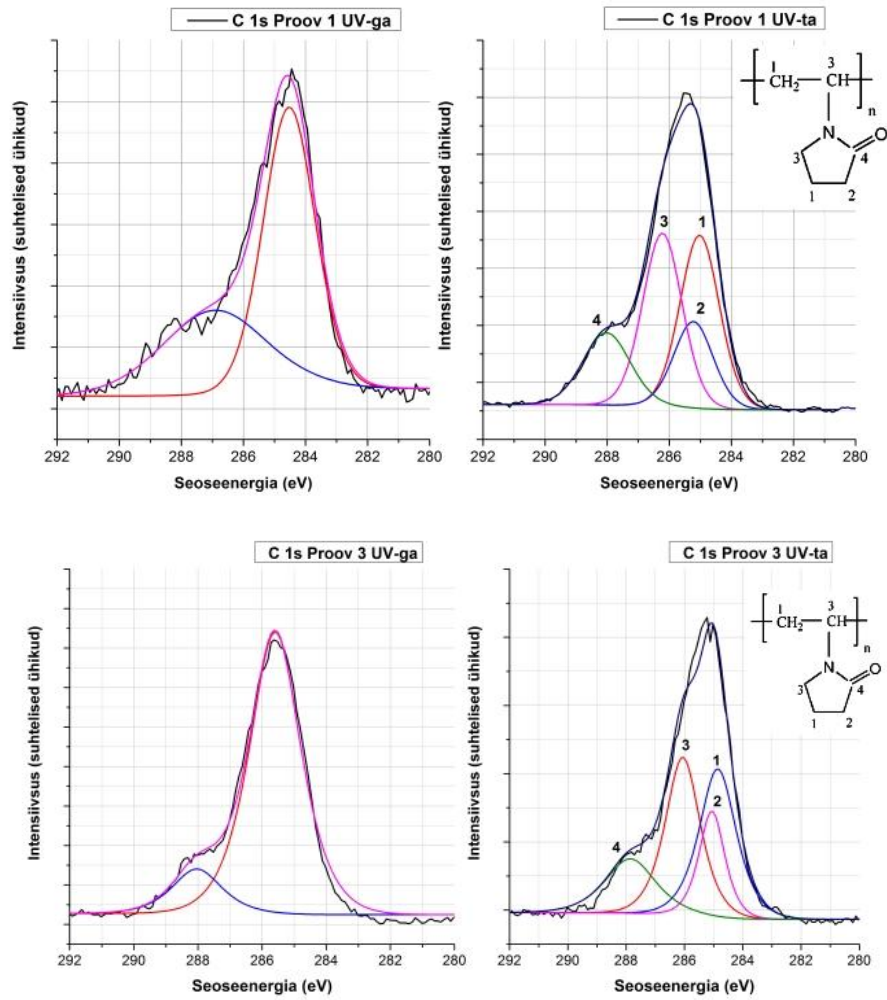 C 1s Proov 1 UV-ga
Intensiivsus (suhtelised ühikud)
292 290 288 286 284 282 280
Seoseenergia (eV)
C 1s Proov 1 UV-ta
Intensiivsus (suhtelised ühikud)
1 3
CH2 CH
n
N O
3 4
1 2
3 1
2
4
292 290 288 286 284 282 280
Seoseenergia (eV)
C 1s Proov 3 UV-ga
Intensiivsus (suhtelised ühikud)
292 290 288 286 284 282 280
Seoseenergia (eV)
C 1s Proov 3 UV-ta
Intensiivsus (suhtelised ühikud)
1 3
CH2 CH
n
N O
3 4
1 2
3 1
2
4
292 290 288 286 284 282 280
Seoseenergia (eV)